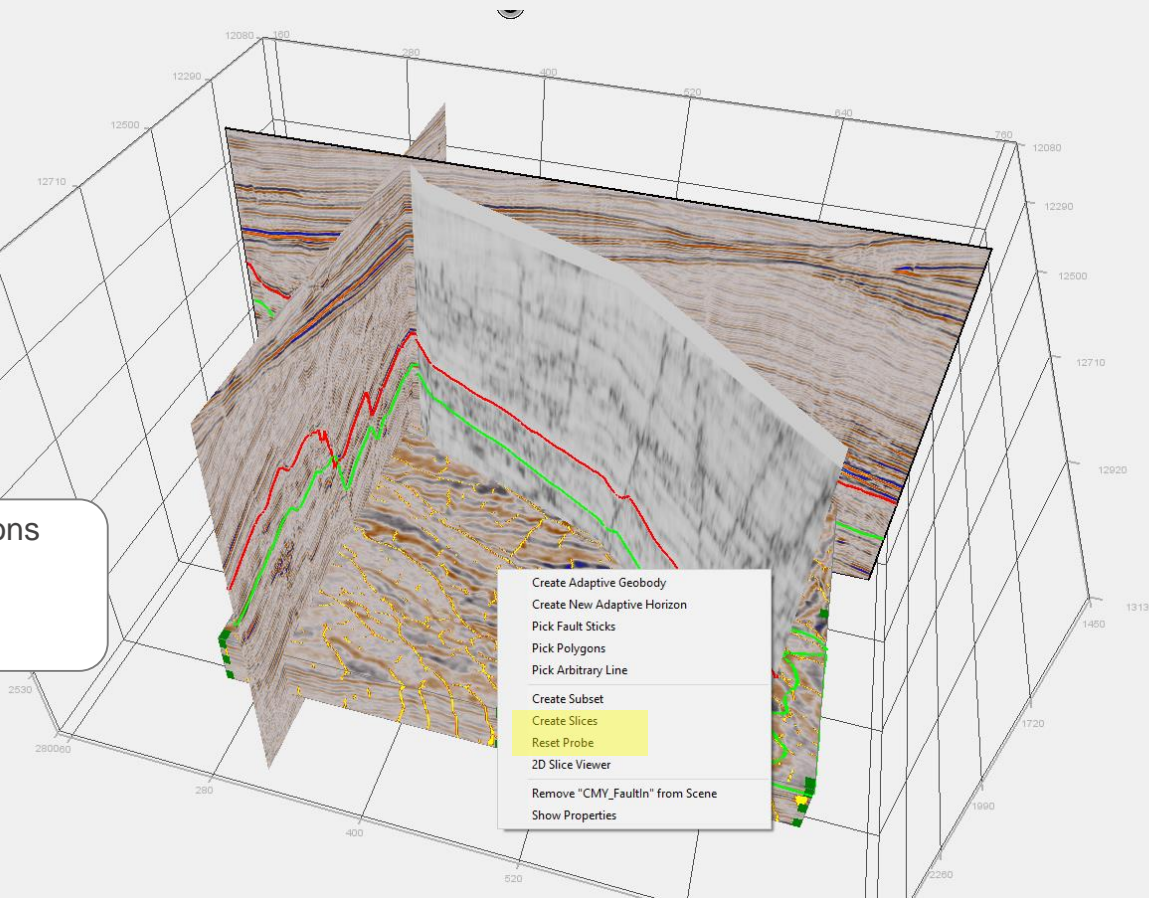 12080
160
280
400
520
640
760
12080
12290
12500
12710
12290
12500
12710
12920
1313
1450
1720
1990
2260
ons
Create Adaptive Geobody
Create New Adaptive Horizon
Pick Fault Sticks
Pick Polygons
Pick Arbitrary Line
Create Subset
Create Slices
Reset Probe
2D Slice Viewer
Remove "CMY_FaultIn" from Scene
Show Properties
2530
280060
280
400
520